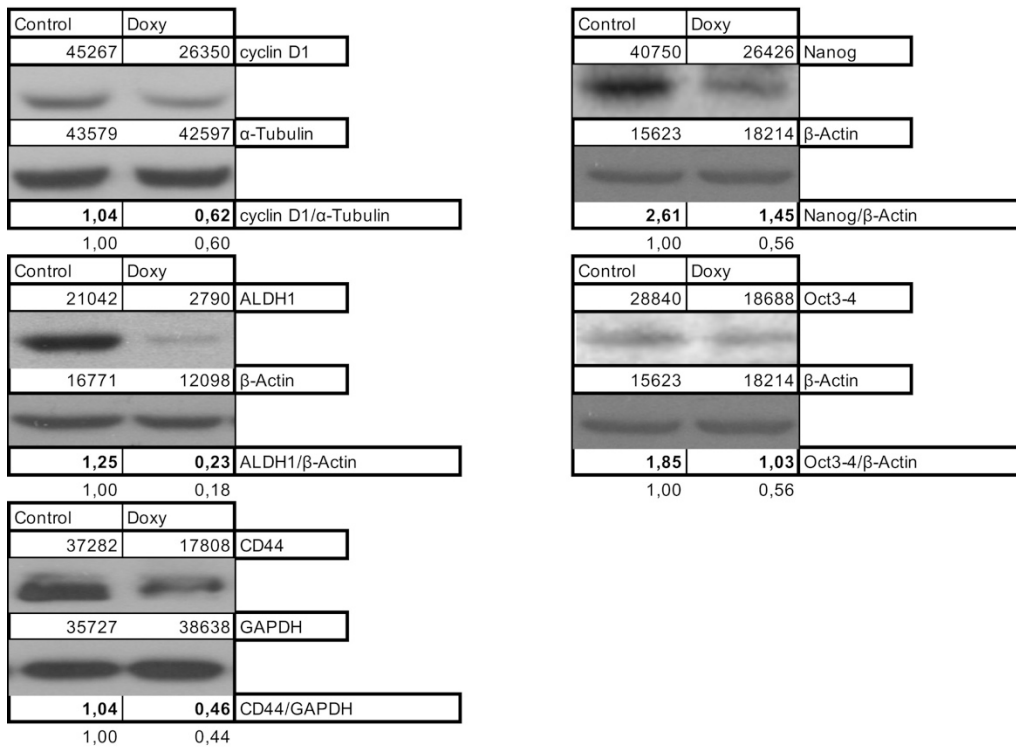 Control Doxy
45267 26350 cyclin D1
43579 42597 α-Tubulin
1,04 0,62 cyclin D1/α-Tubulin
1,00 0,60
Control Doxy
21042 2790 ALDH1
16771 12098 β-Actin
1,25 0,23 ALDH1/β-Actin
1,00 0,18
Control Doxy
37282 17808 CD44
35727 38638 GAPDH
1,04 0,46 CD44/GAPDH
1,00 0,44
Control Doxy
40750 26426 Nanog
15623 18214 β-Actin
2,61 1,45 Nanog/β-Actin
1,00 0,56
Control Doxy
28840 18688 Oct3-4
15623 18214 β-Actin
1,85 1,03 Oct3-4/β-Actin
1,00 0,56